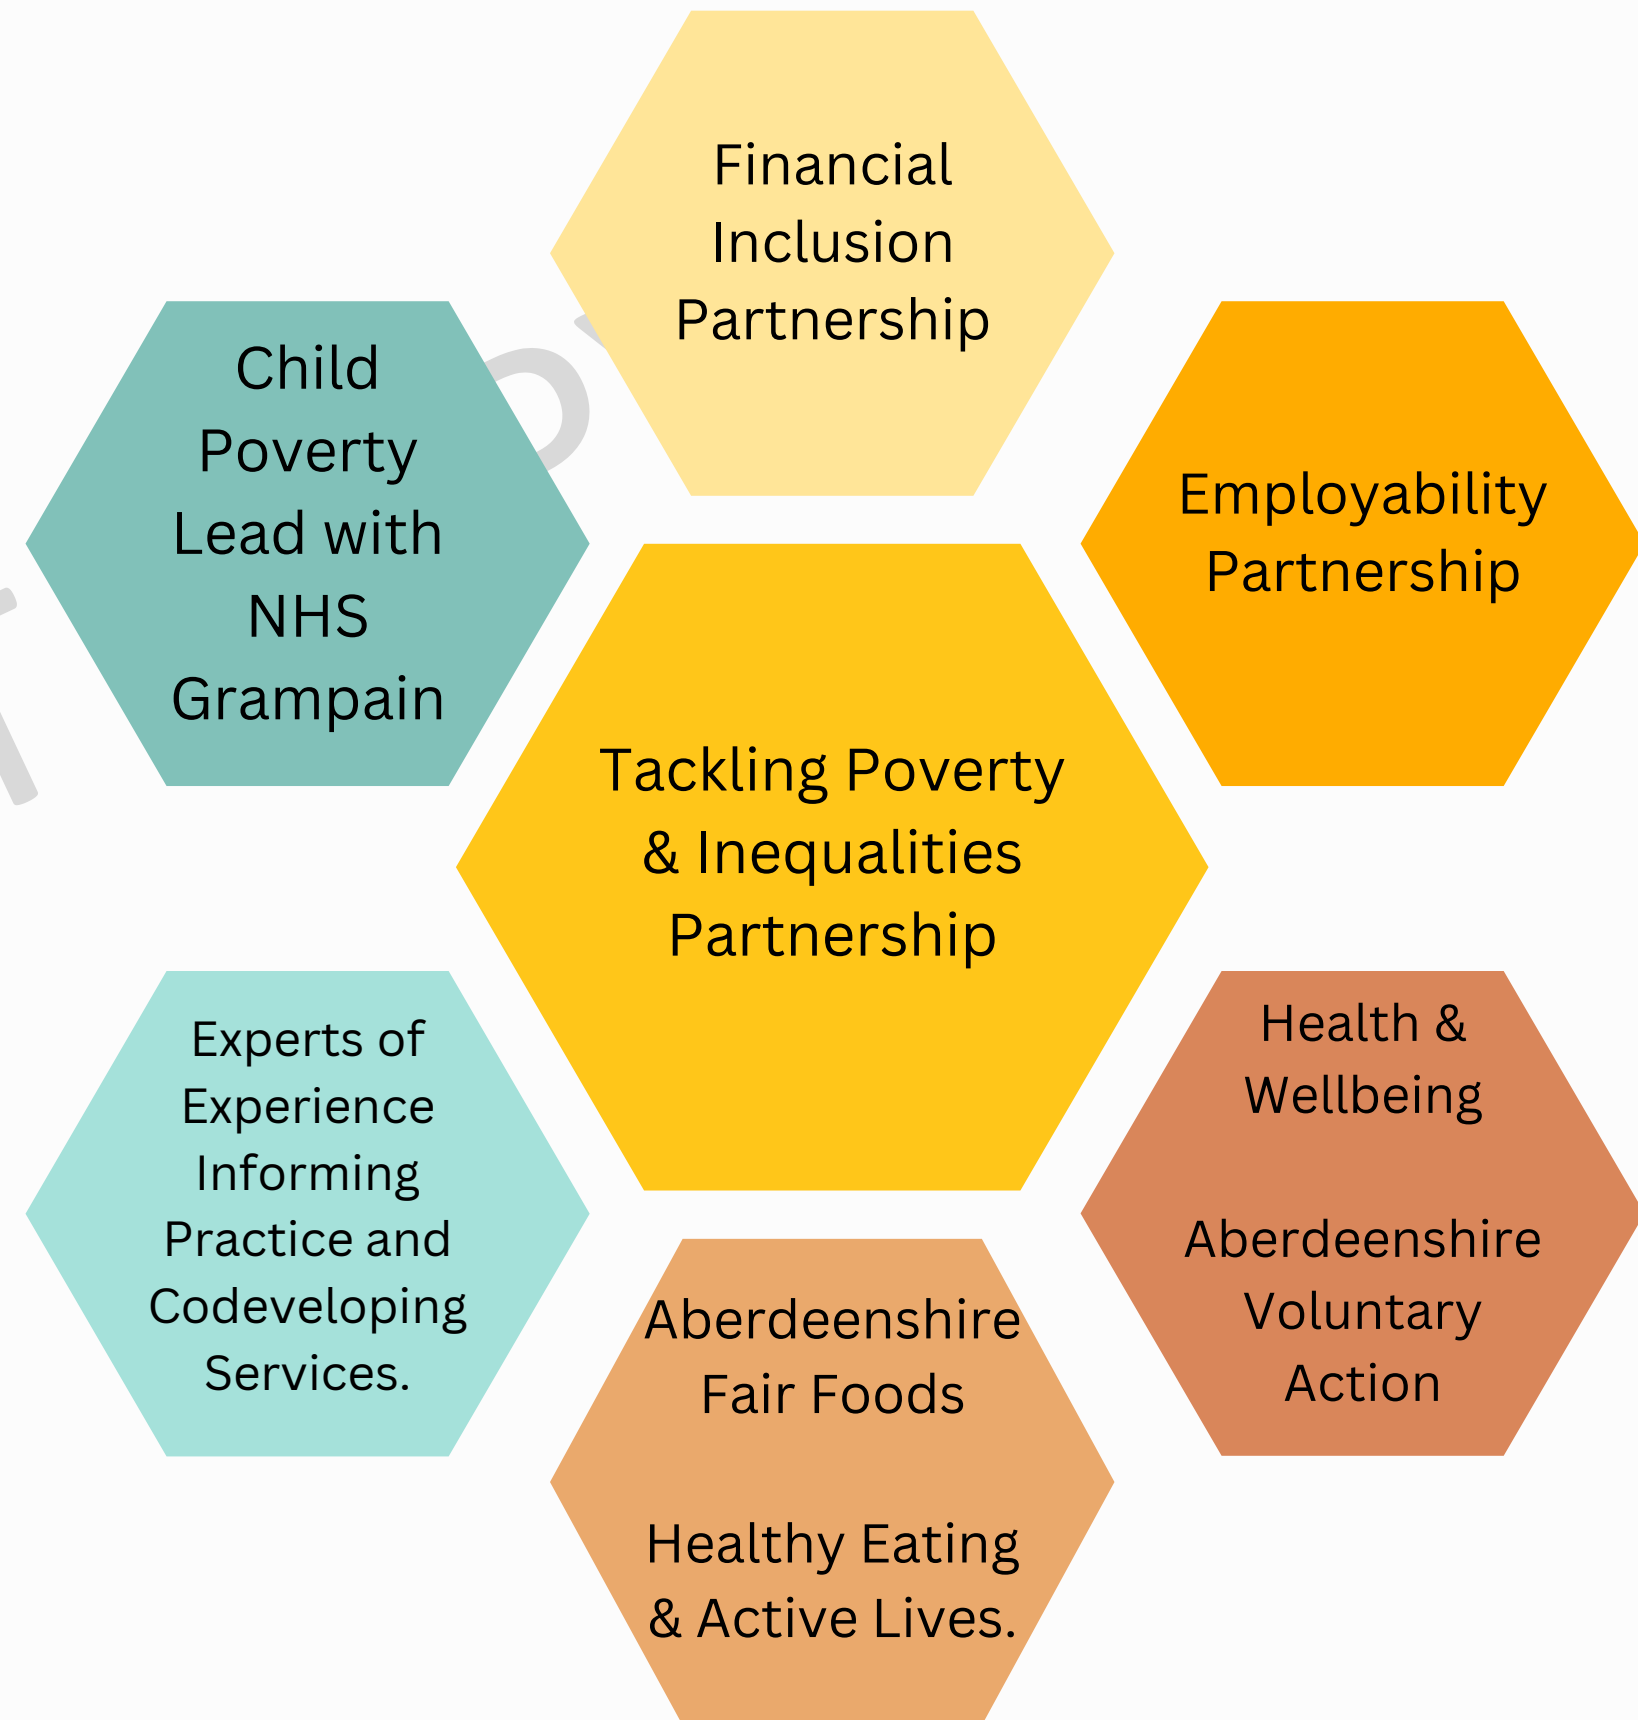 Financial
Inclusion
Partnership
Child
Poverty
Lead with
NHS
Grampain
Employability
Partnership
Tackling Poverty
& Inequalities
Partnership
Experts of
Experience
Informing
Practice and
Codeveloping
Services.
Health &
Wellbeing
Aberdeenshire
Voluntary
Action
Aberdeenshire
Fair Foods
Healthy Eating
& Active Lives.